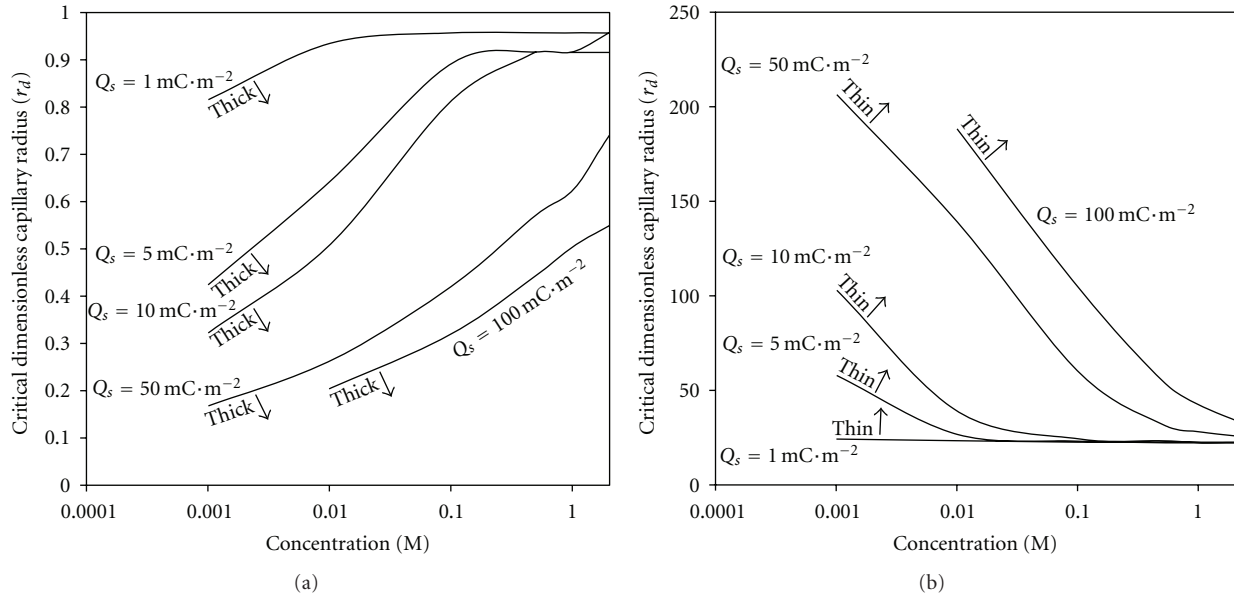 Critical dimensionless capillary radius (r_d)
1
0.9
0.8
0.7
0.6
0.5
0.4
0.3
0.2
0.1
0
Q_s = 1 mC·m⁻²
Thick
Q_s = 5 mC·m⁻²
Thick
Q_s = 10 mC·m⁻²
Thick
Q_s = 50 mC·m⁻²
Thick
Thick
Q_s = 100 mC·m⁻²
0.0001
0.001
0.01
0.1
1
Concentration (M)
(a)
Critical dimensionless capillary radius (r_d)
250
200
150
100
50
0
Q_s = 50 mC·m⁻²
Thin
Thin
Q_s = 100 mC·m⁻²
Q_s = 10 mC·m⁻²
Thin
Q_s = 5 mC·m⁻²
Thin
Thin
Q_s = 1 mC·m⁻²
0.0001
0.001
0.01
0.1
1
Concentration (M)
(b)